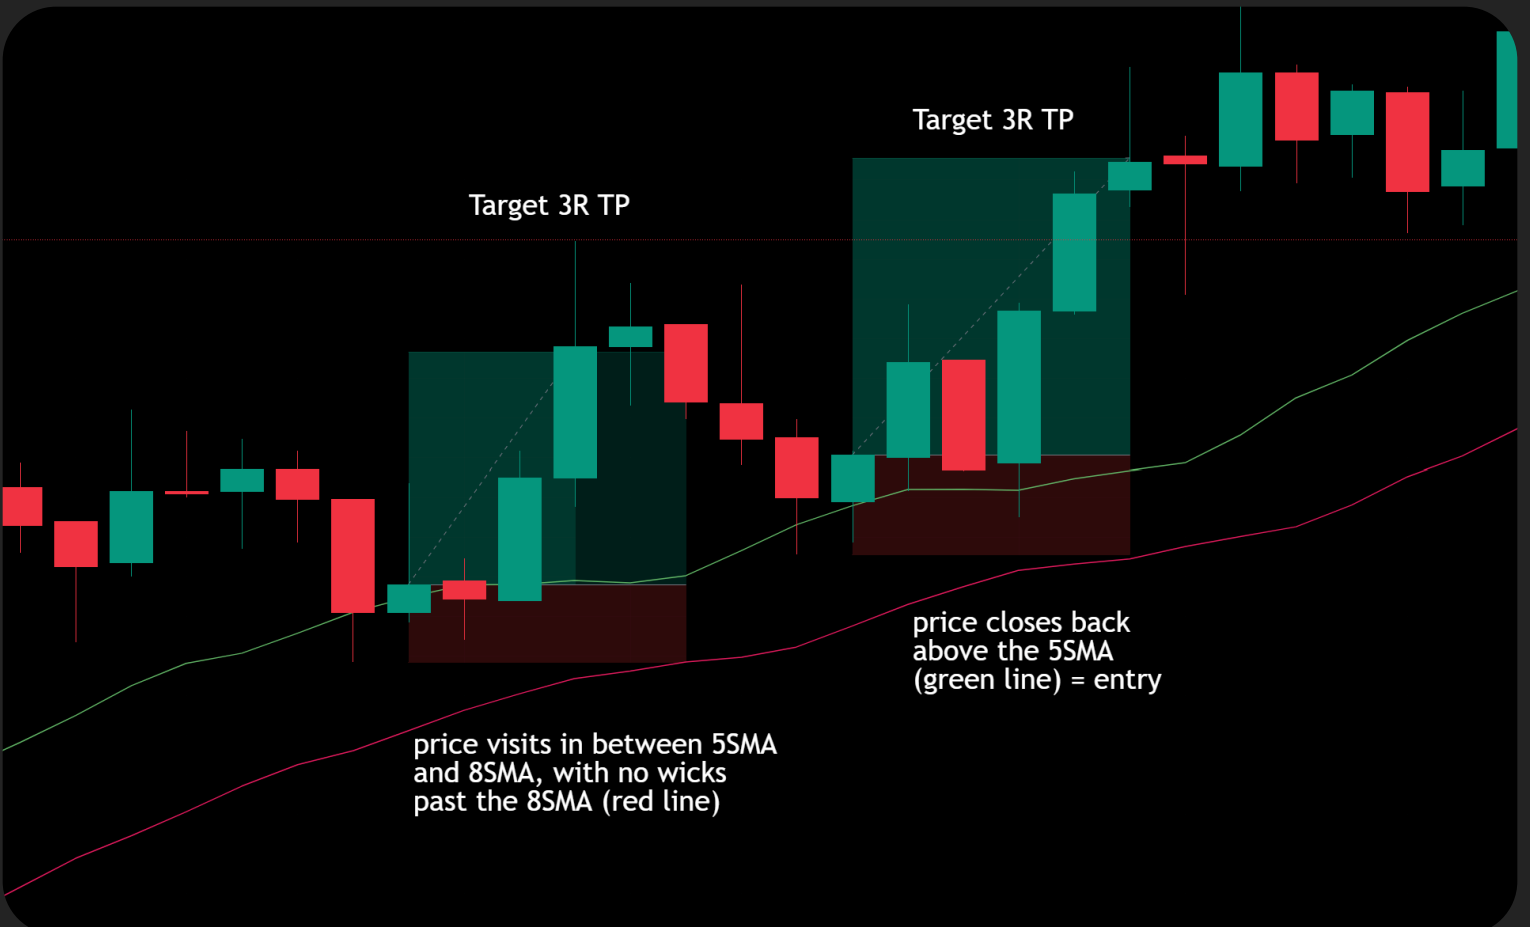 Target 3R TP
Target 3R TP
price visits in between 5SMA
and 8SMA, with no wicks
past the 8SMA (red line)
price closes back
above the 5SMA
(green line) = entry